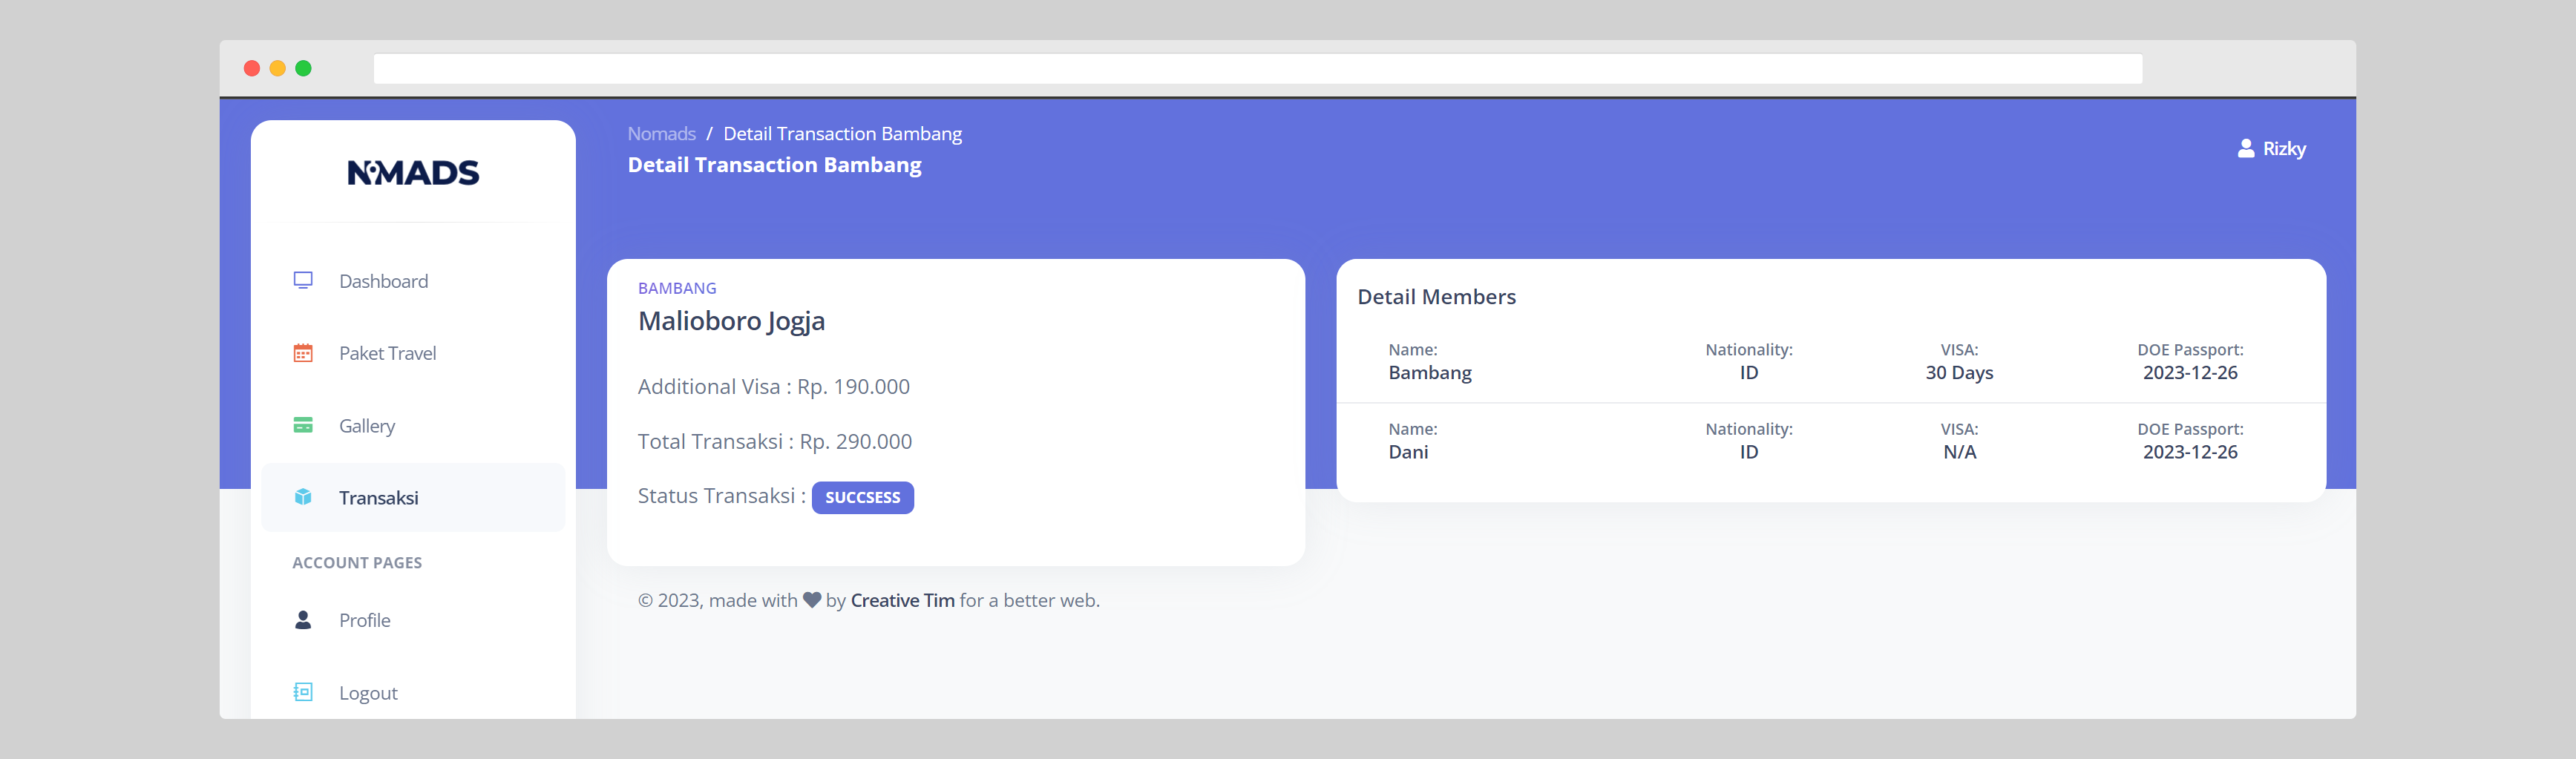 NOMADS
Dashboard
Paket Travel
Gallery
Transaksi
ACCOUNT PAGES
Profile
Logout
Nomads / Detail Transaction Bambang
Detail Transaction Bambang
Rizky
BAMBANG
Malioboro Jogja
Additional Visa : Rp. 190.000
Total Transaksi : Rp. 290.000
Status Transaksi : SUCCSESS
Detail Members
Name: Nationality: VISA: DOE Passport:
Bambang ID 30 Days 2023-12-26
Name: Nationality: VISA: DOE Passport:
Dani ID N/A 2023-12-26
© 2023, made with ♥ by Creative Tim for a better web.